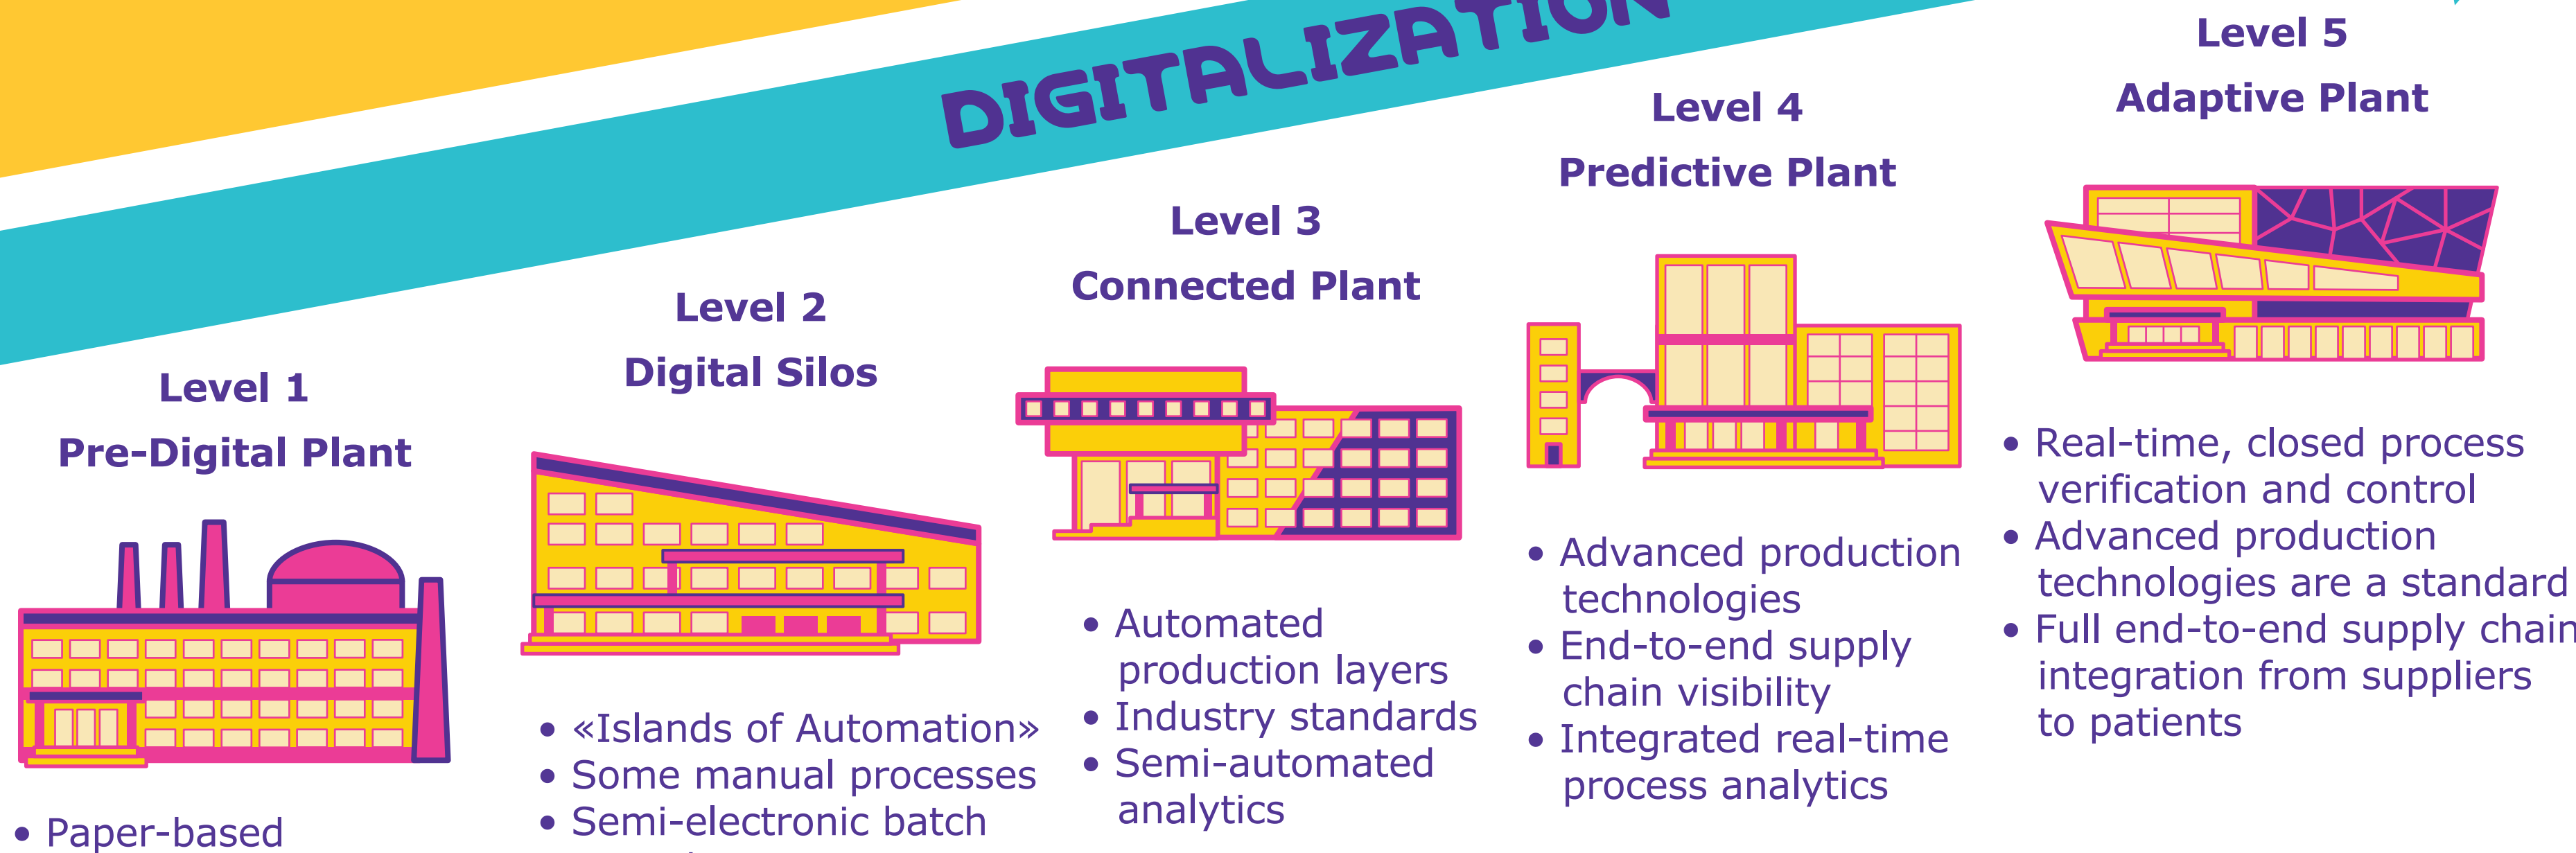 DIGITALIZATION
Level 1
Pre-Digital Plant
• Paper-based
Level 2
Digital Silos
• «Islands of Automation»
• Some manual processes
• Semi-electronic batch
Level 3
Connected Plant
• Automated
production layers
• Industry standards
• Semi-automated
analytics
Level 4
Predictive Plant
• Advanced production
technologies
• End-to-end supply
chain visibility
• Integrated real-time
process analytics
Level 5
Adaptive Plant
• Real-time, closed process
verification and control
• Advanced production
technologies are a standard
• Full end-to-end supply chain
integration from suppliers
to patients